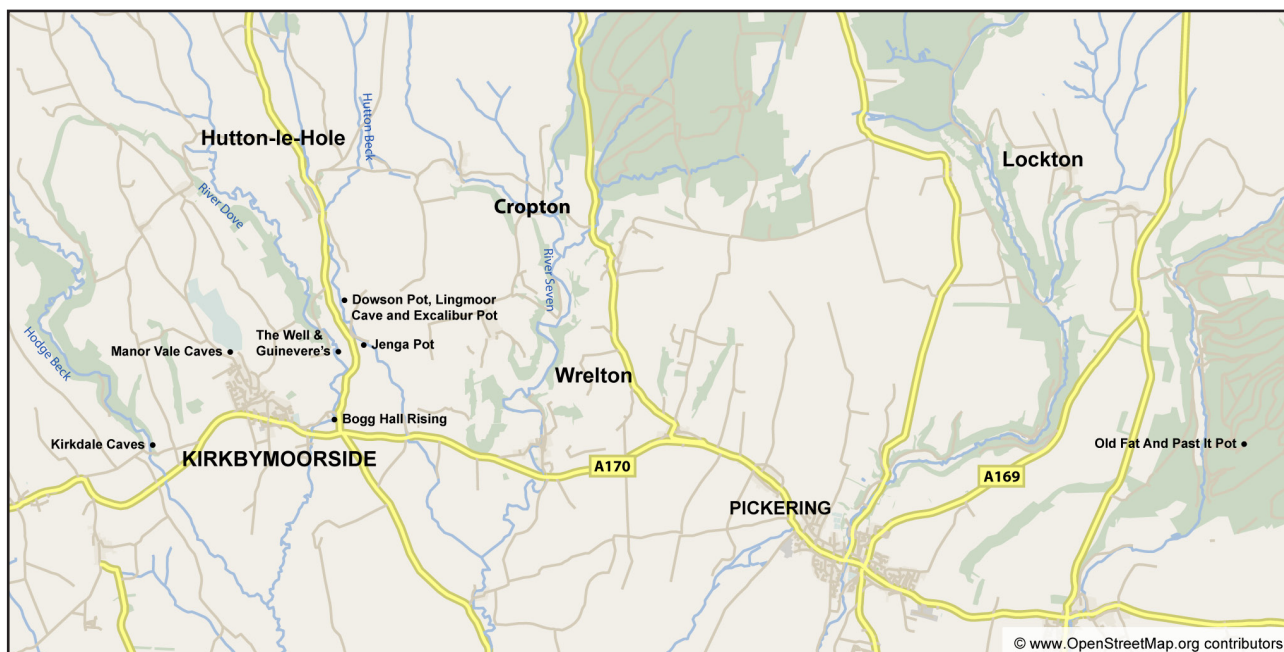 Hutton-le-Hole
Hutton Beck
Lockton
River Dove
Cropton
River Seven
Dowson Pot, Lingmoor
Cave and Excalibur Pot
Hodge Beck
The Well &
Guinevere's
Jenga Pot
Manor Vale Caves
Wrelton
Bogg Hall Rising
Kirkdale Caves
KIRKBYMOORSIDE
Old Fat And Past It Pot
A170
A169
PICKERING
© www.OpenStreetMap.org contributors